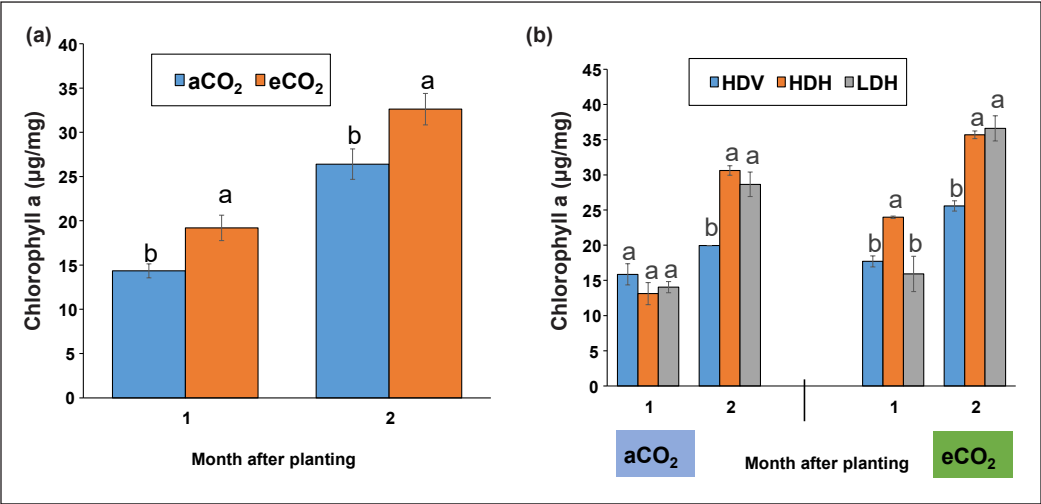 (a)
40
35
30
25
20
15
10
5
0
Chlorophyll a (µg/mg)
aCO₂ eCO₂
b
a
b
a
1 2
Month after planting
(b)
45
40
35
30
25
20
15
10
5
0
Chlorophyll a (µg/mg)
HDV HDH LDH
a
a
a
b
a
a
b
a
b
b
a
a
1 2 1 2
aCO₂ Month after planting eCO₂